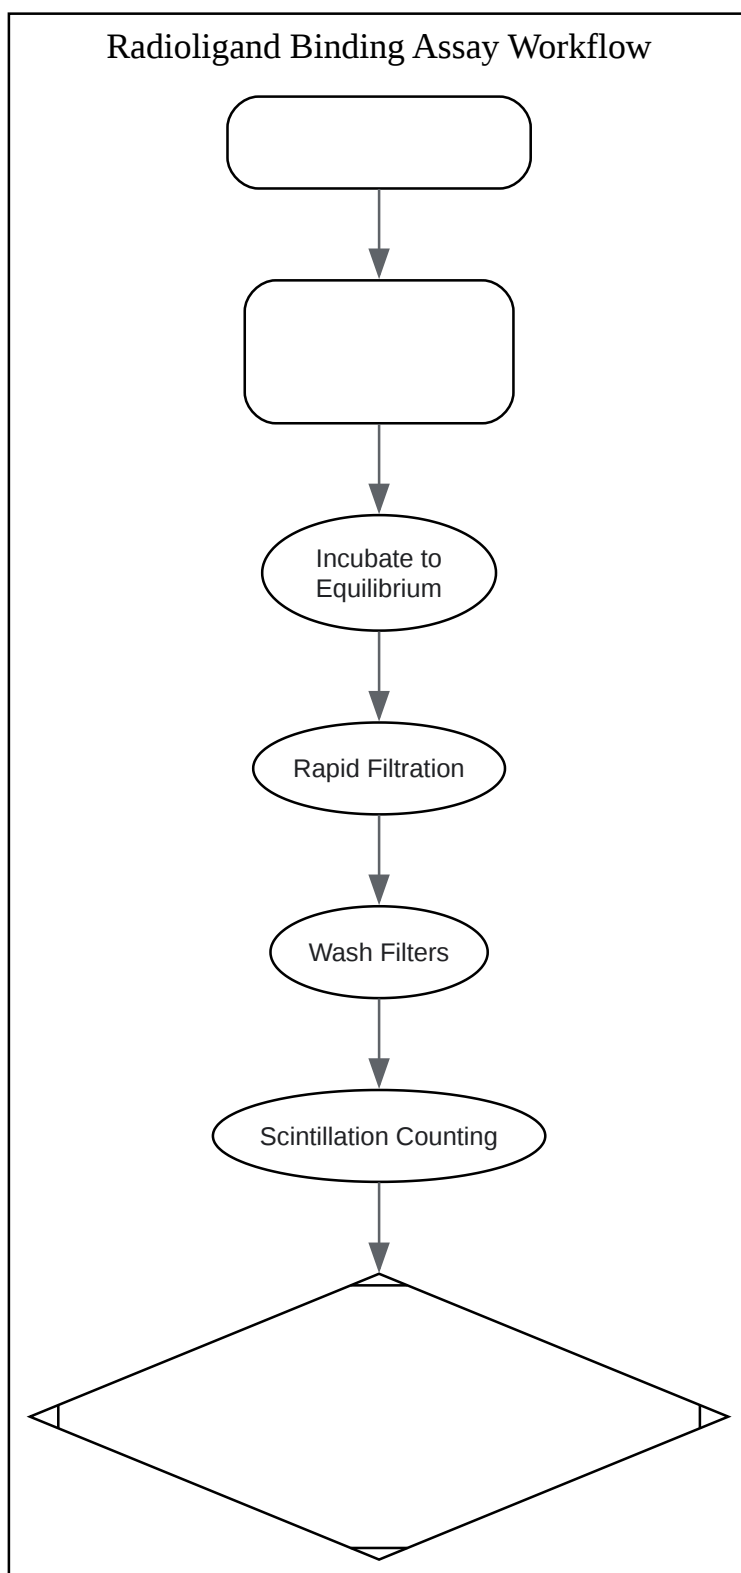 Radioligand Binding Assay Workflow
Incubate to
Equilibrium
Rapid Filtration
Wash Filters
Scintillation Counting